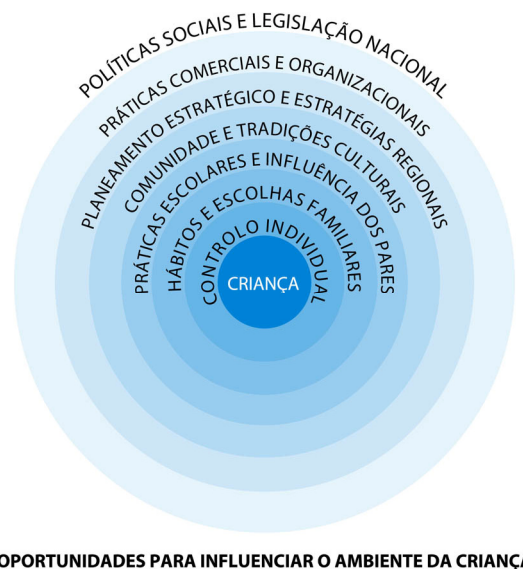 POLÍTICAS SOCIAIS E LEGISLAÇÃO NACIONAL
PRÁTICAS COMERCIAIS E ORGANIZACIONAIS
PLANEAMENTO ESTRATÉGICO E ESTRATÉGIAS REGIONAIS
COMUNIDADE E TRADIÇÕES CULTURAIS
PRÁTICAS ESCOLARES E INFLUÊNCIA DOS PARES
HÁBITOS E ESCOLHAS FAMILIARES
CONTROLO INDIVIDUAL
CRIANÇA
OPORTUNIDADES PARA INFLUENCIAR O AMBIENTE DA CRIANÇA